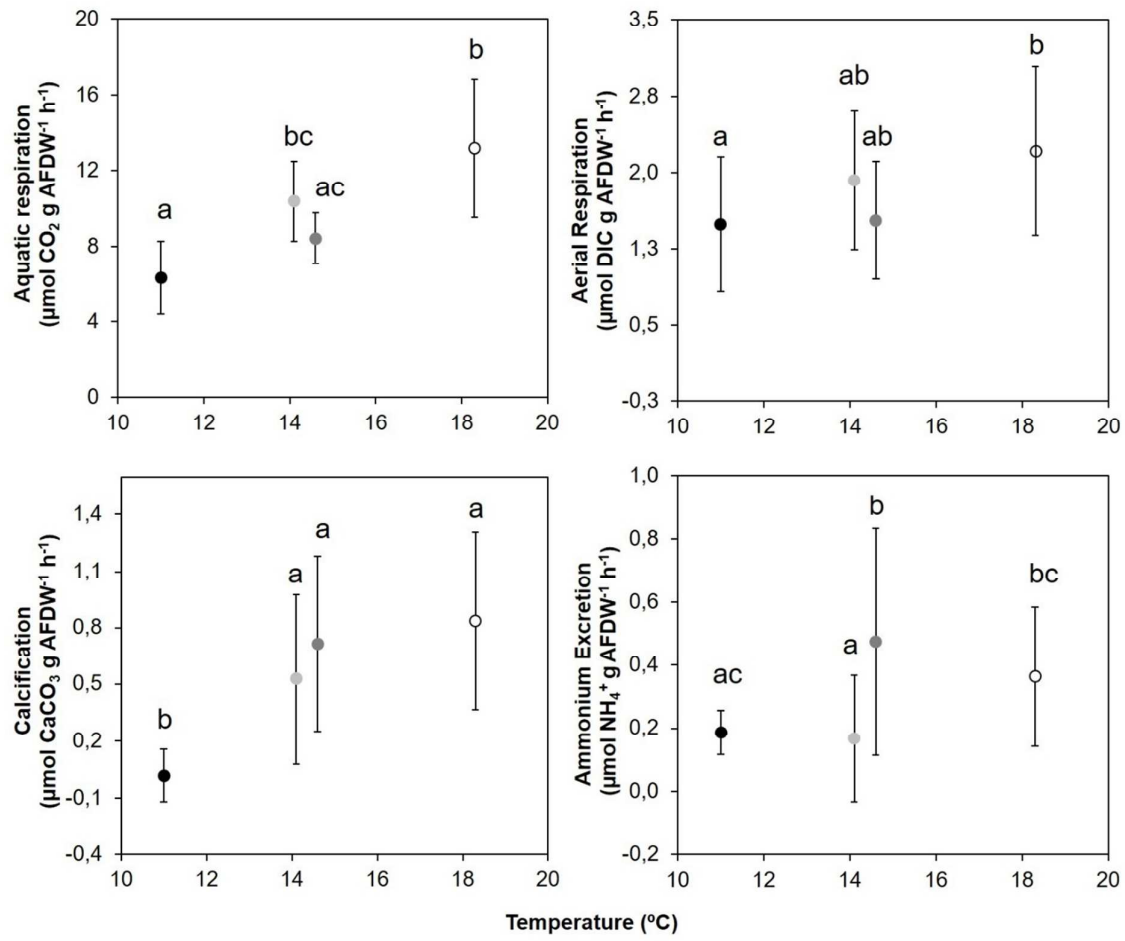 Aquatic respiration
(µmol CO₂ g AFDW⁻¹ h⁻¹)
20
16
12
8
4
0
a
bc
ac
b
10 12 14 16 18 20
Aerial Respiration
(µmol DIC g AFDW⁻¹ h⁻¹)
3,5
2,8
2,0
1,3
0,5
-0,3
a
ab
ab
b
10 12 14 16 18 20
Calcification
(µmol CaCO₃ g AFDW⁻¹ h⁻¹)
1,4
1,1
0,8
0,5
0,2
-0,1
-0,4
b
a
a
a
10 12 14 16 18 20
Ammonium Excretion
(µmol NH₄⁺ g AFDW⁻¹ h⁻¹)
1,0
0,8
0,6
0,4
0,2
0,0
-0,2
ac
a
b
bc
10 12 14 16 18 20
Temperature (ºC)